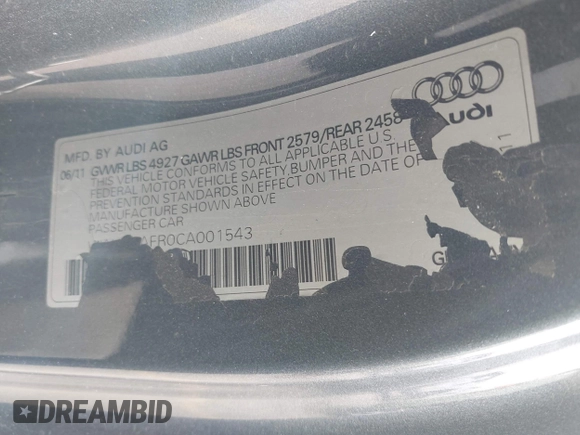 MFD. BY AUDI AG
06/11 GVWR LBS 4927 GAWR LBS FRONT 2579/REAR 2458
THIS VEHICLE CONFORMS TO ALL APPLICABLE U.S.
FEDERAL MOTOR VEHICLE SAFETY, BUMPER AND THE
PREVENTION STANDARDS IN EFFECT ON THE DATE OF
MANUFACTURE SHOWN ABOVE
PASSENGER CAR
FR0CA001543
Audi
11
DREAMBID